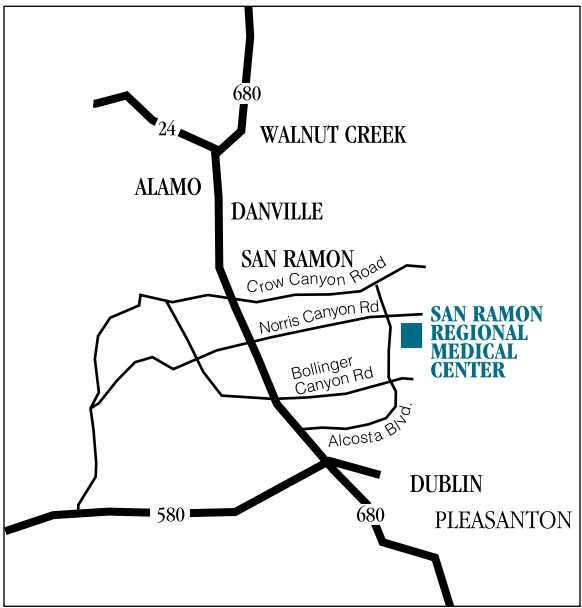 680
24
WALNUT CREEK
ALAMO
DANVILLE
SAN RAMON
Crow Canyon Road
Norris Canyon Rd
SAN RAMON
REGIONAL
MEDICAL
CENTER
Bollinger
Canyon Rd
Alcosta Blvd.
DUBLIN
580
680
PLEASANTON